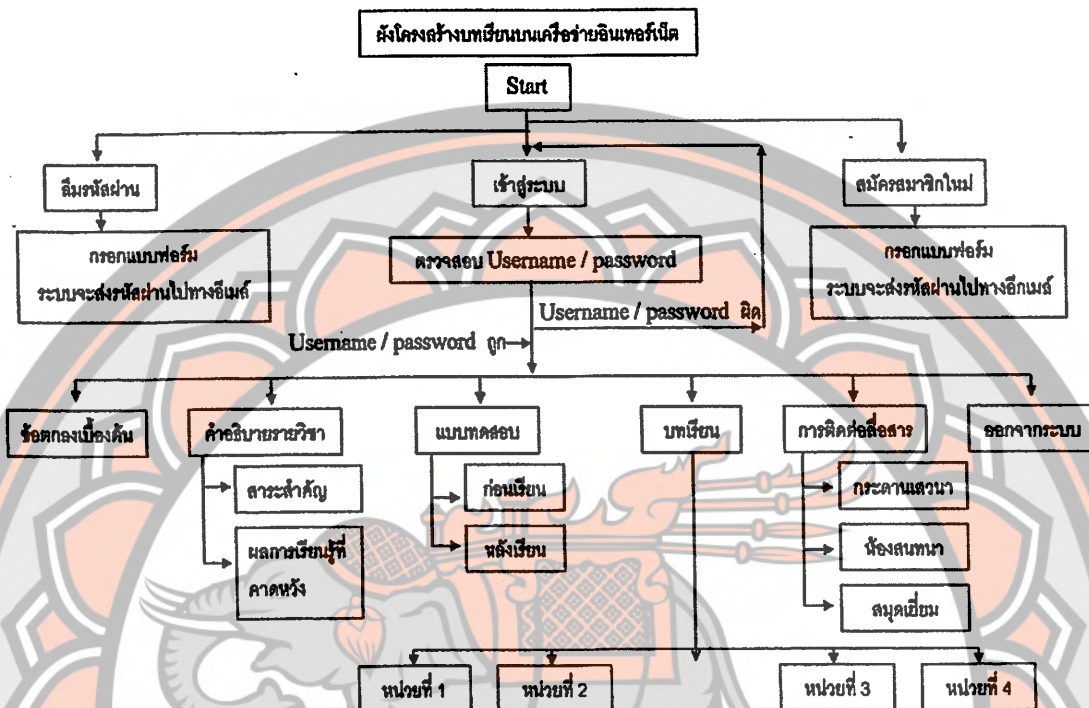 ผังโครงสร้างบทเรียนบนเครือข่ายอินเทอร์เน็ต
Start
ลืมรหัสผ่าน
เข้าสู่ระบบ
สมัครสมาชิกใหม่
กรอกแบบฟอร์ม
ระบบจะส่งรหัสผ่านไปทางอีเมล์
ตรวจสอบ Username / password
กรอกแบบฟอร์ม
ระบบจะส่งรหัสผ่านไปทางอีกเมล์
Username / password ผิด
Username / password ถูก
ข้อตกลงเบื้องต้น
คำอธิบายรายวิชา
แบบทดสอบ
บทเรียน
การติดต่อสื่อสาร
ออกจากระบบ
สาระสำคัญ
ก่อนเรียน
กระดานเสวนา
ผลการเรียนรู้ที่
คาดหวัง
หลังเรียน
ห้องสนทนา
สมุดเยี่ยม
หน่วยที่ 1
หน่วยที่ 2
หน่วยที่ 3
หน่วยที่ 4